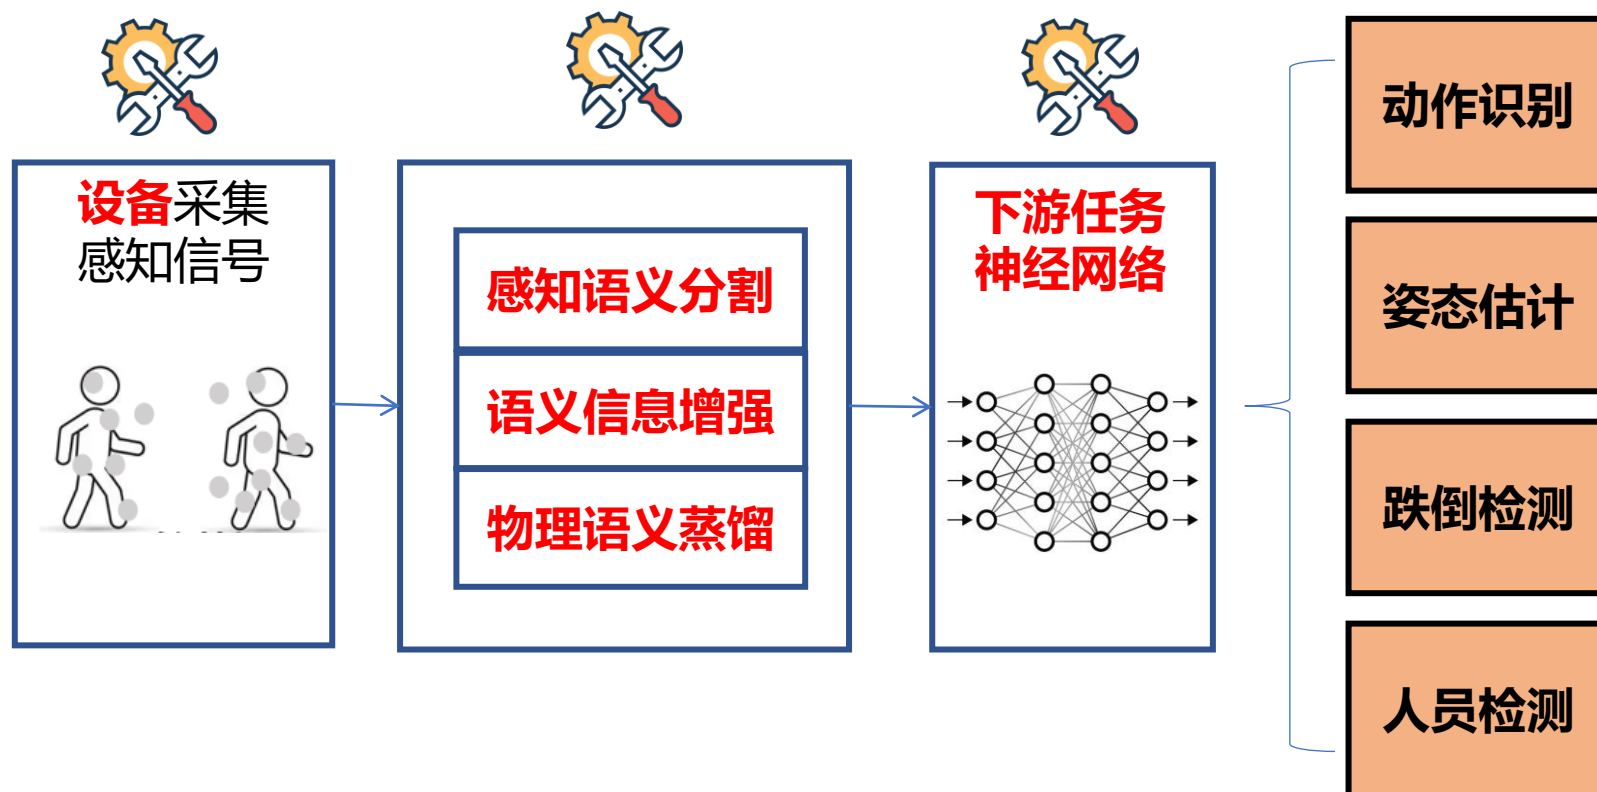 设备采集
感知信号
感知语义分割
语义信息增强
物理语义蒸馏
下游任务
神经网络
动作识别
姿态估计
跌倒检测
人员检测